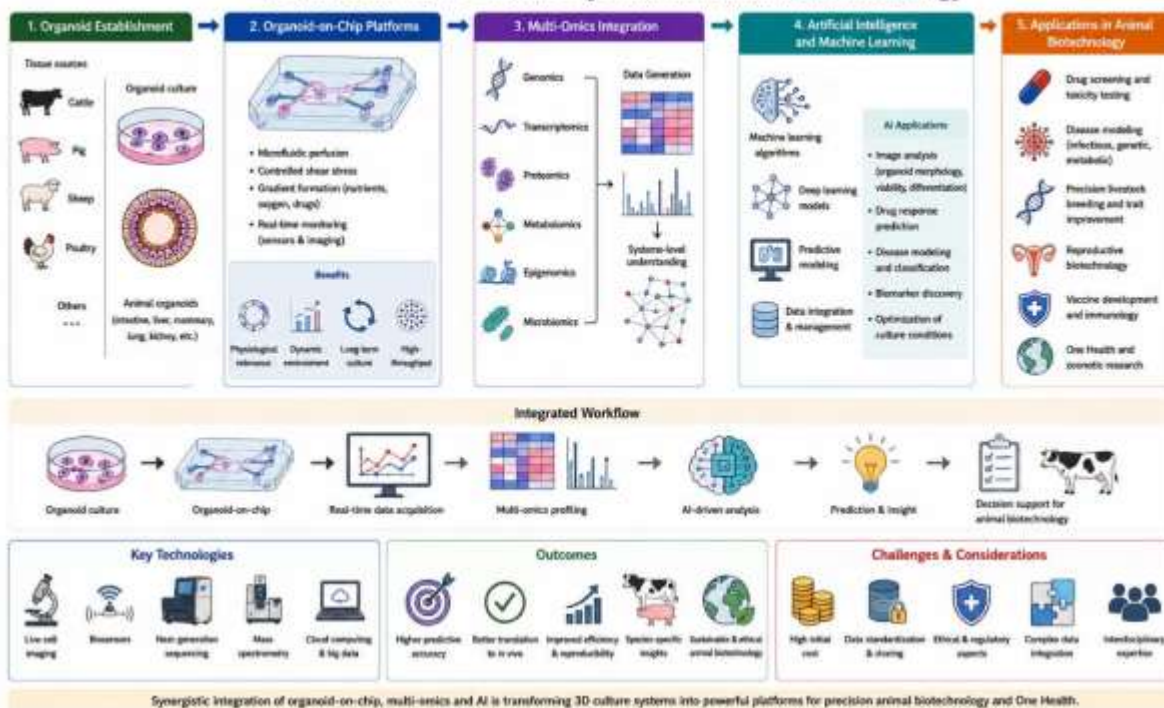 1. Organoid Establishment
2. Organoid-on-Chip Platforms
3. Multi-Omics Integration
4. Artificial Intelligence
and Machine Learning
5. Applications in Animal
Biotechnology
Tissue sources
Cattle
Pig
Sheep
Poultry
Others
...
Organoid culture
Animal organoids
(intestine, liver, mammary,
lung, kidney, etc.)
• Microfluidic perfusion
• Controlled shear stress
• Gradient formation (nutrients,
oxygen, drugs)
• Real-time monitoring
(sensors & imaging)
Benefits
Physiological
relevance
Dynamic
environment
Long-term
culture
High-
throughput
Genomics
Transcriptomics
Proteomics
Metabolomics
Epigenomics
Microbiomics
Data Generation
Systems-level
understanding
Machine learning
algorithms
Deep learning
models
Predictive
modeling
Data integration
& management
AI Applications
• Image analysis
(organoid morphology,
viability, differentiation)
• Drug response
prediction
• Disease modeling
and classification
• Biomarker discovery
• Optimization of
culture conditions
Drug screening and
toxicity testing
Disease modeling
(infectious, genetic,
metabolic)
Precision livestock
breeding and trait
improvement
Reproductive
biotechnology
Vaccine development
and immunology
One Health and
zoonotic research
Integrated Workflow
Organoid culture
Organoid-on-chip
Real-time data acquisition
Multi-omics profiling
AI-driven analysis
Prediction & insight
Decision support for
animal biotechnology
Key Technologies
Live cell
imaging
Biosensors
Next-generation
sequencing
Mass
spectrometry
Cloud computing
& big data
Outcomes
Higher predictive
accuracy
Better translation
to in vivo
Improved efficiency
& reproducibility
Species-specific
insights
Sustainable & ethical
animal biotechnology
Challenges & Considerations
High initial
cost
Data standardization
& sharing
Ethical & regulatory
aspects
Complex data
integration
Interdisciplinary
expertise
Synergistic integration of organoid-on-chip, multi-omics and AI is transforming 3D culture systems into powerful platforms for precision animal biotechnology and One Health.